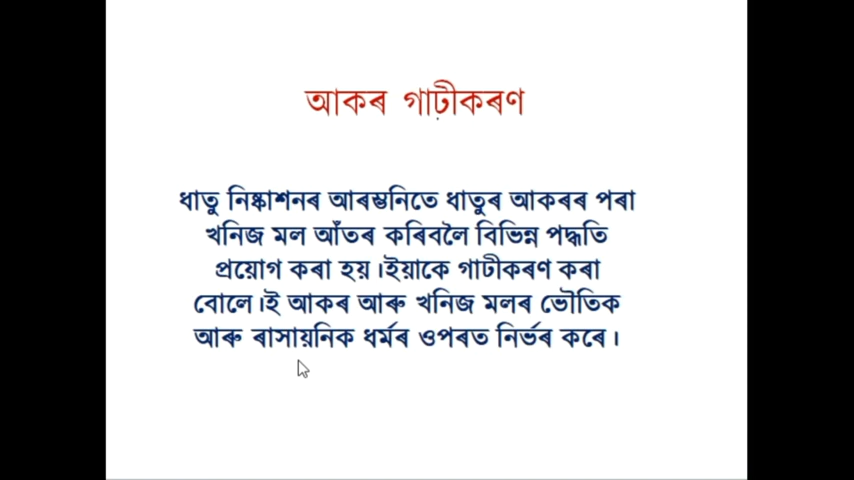 আকৰ গাঢ়ীকৰণ
ধাতু নিষ্কাশনৰ আৰম্ভনিতে ধাতুৰ আকৰৰ পৰা
খনিজ মল আঁতৰ কৰিবলৈ বিভিন্ন পদ্ধতি
প্ৰয়োগ কৰা হয়।ইয়াকে গাঢীকৰণ কৰা
বোলে।ই আকৰ আৰু খনিজ মলৰ ভৌতিক
আৰু ৰাসায়নিক ধৰ্মৰ ওপৰত নিৰ্ভৰ কৰে।